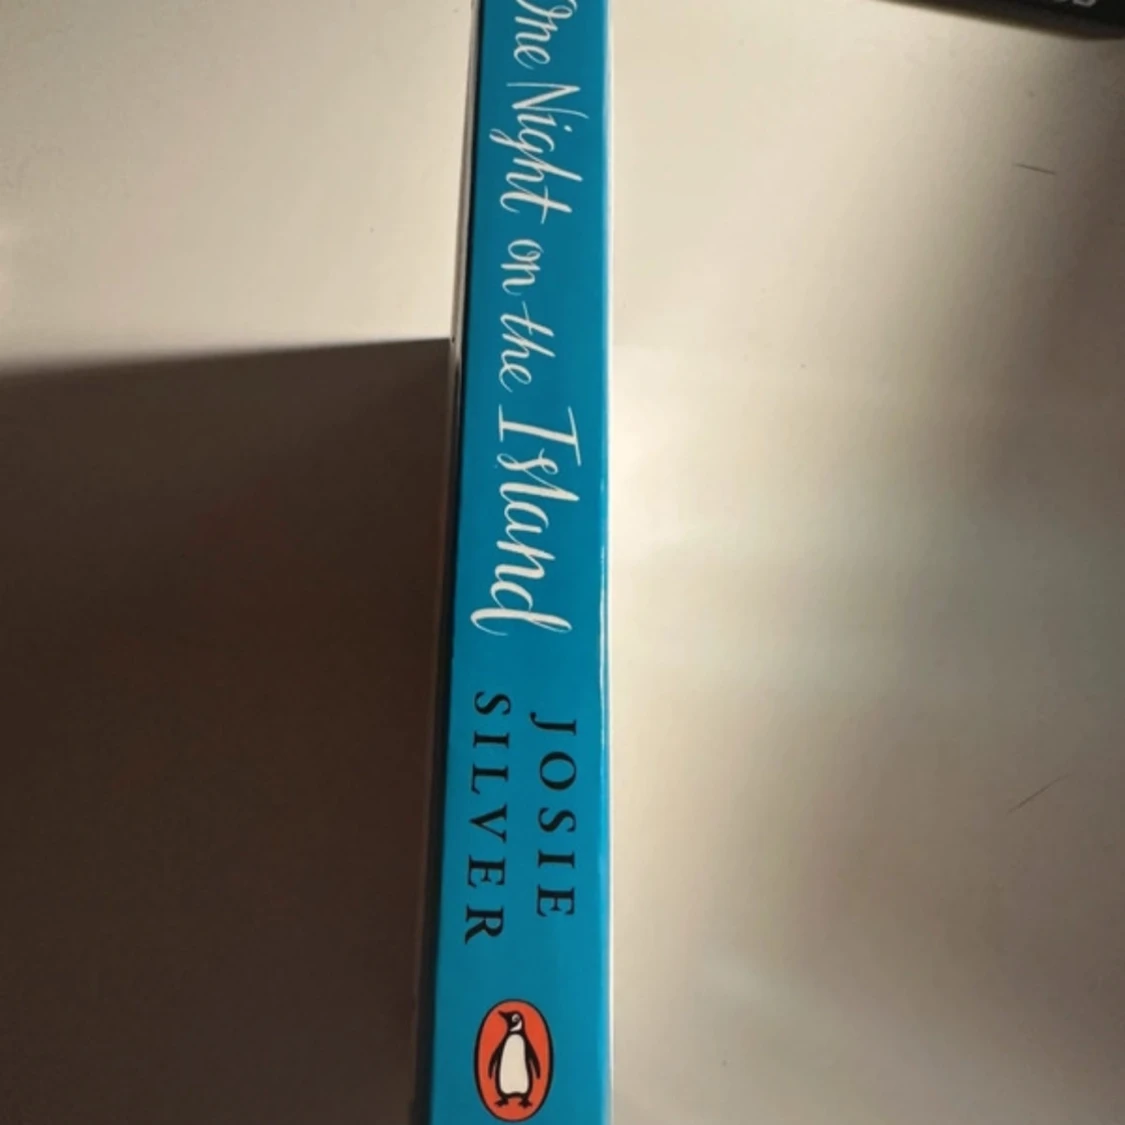 One Night on the Island
JOSIE
SILVER